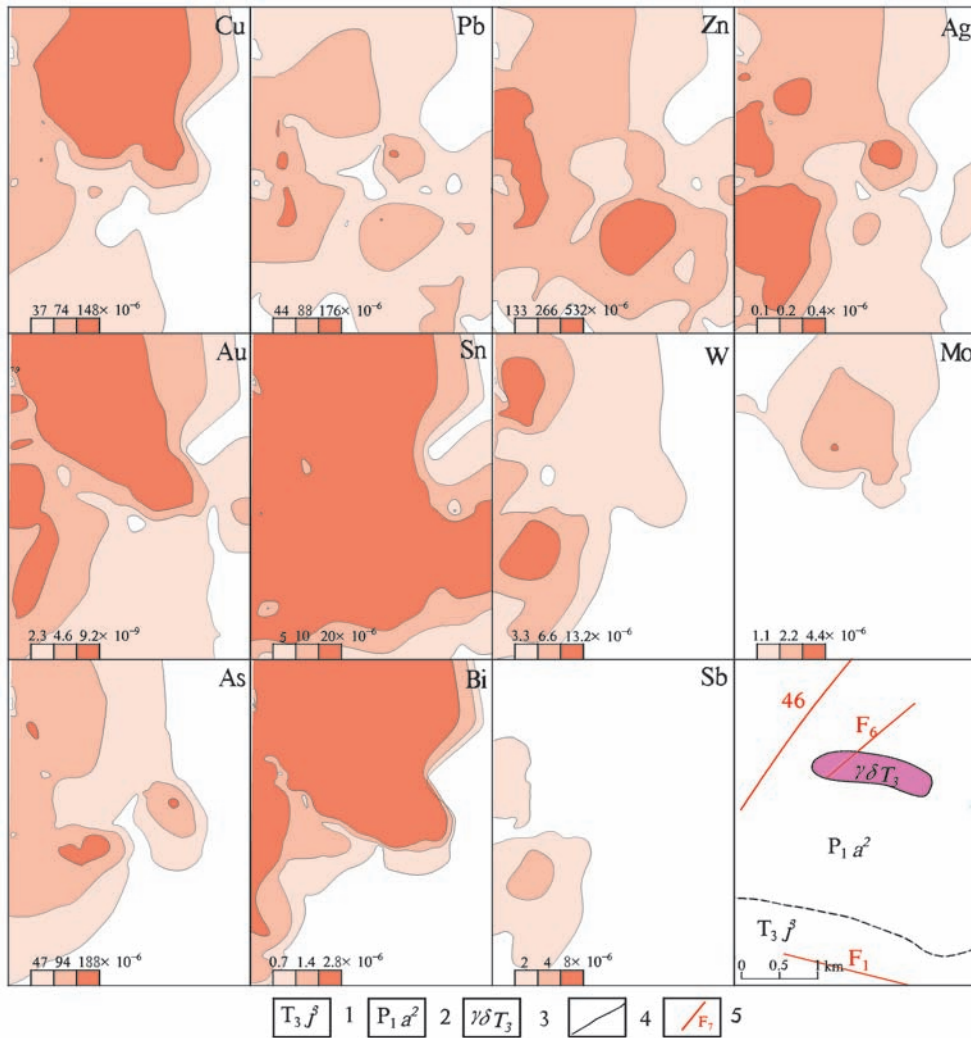 Cu
37 74 148× 10⁻⁶
Pb
44 88 176× 10⁻⁶
Zn
133 266 532× 10⁻⁶
Ag
0.1 0.2 0.4× 10⁻⁶
Au
2.3 4.6 9.2× 10⁻⁹
Sn
5 10 20× 10⁻⁶
W
3.3 6.6 13.2× 10⁻⁶
Mo
1.1 2.2 4.4× 10⁻⁶
As
47 94 188× 10⁻⁶
Bi
0.7 1.4 2.8× 10⁻⁶
Sb
2 4 8× 10⁻⁶
46
F₆
γδT₃
P₁a²
T₃j³
F₁
0 0.5 1 km
T₃j³ 1 P₁a² 2 γδT₃ 3 4 F₇ 5